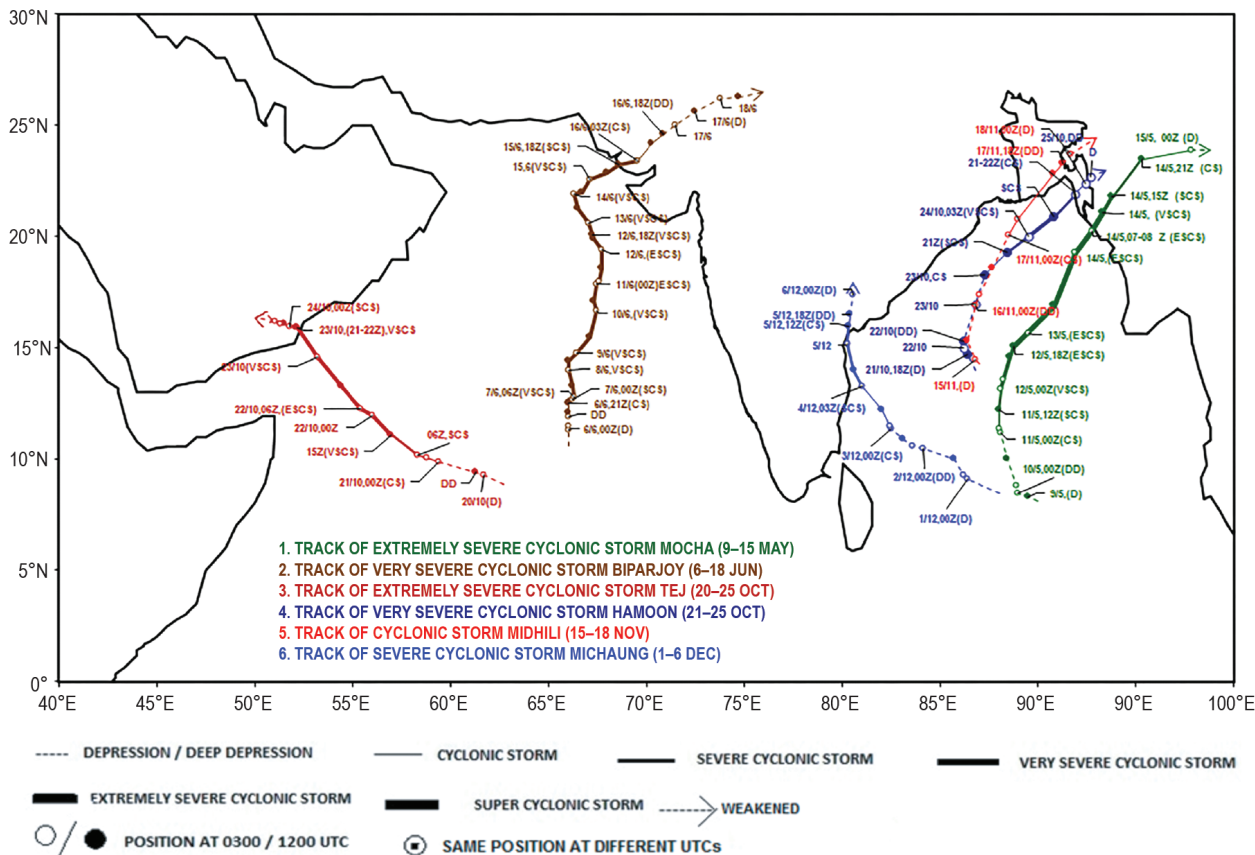 30°N
25°N
20°N
15°N
10°N
5°N
0°
40°E
45°E
50°E
55°E
60°E
65°E
70°E
75°E
80°E
85°E
90°E
95°E
100°E
24/10,00Z(SCS)
23/10,(21-22Z),VSCS
23/10(VSCS)
22/10,06Z,(ESCS)
22/10,00Z
15Z(VSCS)
06Z,SCS
21/10,00Z(CS)
DD
20/10(D)
16/6,18Z(DD)
18/6
17/6(D)
17/6
16/6,03Z(CS)
15/6,18Z(SCS)
15,6(VSCS)
14/6(VSCS)
13/6(VSCS)
12/6,18Z(VSCS)
12/6,(ESCS)
11/6(00Z)ESCS)
10/6,(VSCS)
9/6(VSCS)
8/6,VSCS)
7/6,06Z(VSCS)
7/6,00Z(SCS)
6/6,21Z(CS)
DD
6/6,00Z(D)
6/12,00Z(D)
5/12,18Z(DD)
5/12,12Z(CS)
5/12
4/12,03Z(SCS)
3/12,00Z(CS)
2/12,00Z(DD)
1/12,00Z(D)
18/11,00Z(D)
25/10,DD
17/11,18Z(DD)
D
21-22Z(CS)
SCS
24/10,03Z(VSCS)
21Z(SCS)
17/11,00Z(CS)
23/10,CS
23/10
16/11,00Z(DD)
22/10(DD)
22/10
21/10,18Z(D)
15/11,(D)
15/5, 00Z (D)
14/5,21Z (CS)
14/5,15Z (SCS)
14/5, (VSCS)
14/5,07-08 Z (ESCS)
14/5,(ESCS)
13/5,(ESCS)
12/5,18Z(ESCS)
12/5,00Z(VSCS)
11/5,12Z(SCS)
11/5,00Z(CS)
10/5,00Z(DD)
9/5,(D)
1. TRACK OF EXTREMELY SEVERE CYCLONIC STORM MOCHA (9–15 MAY)
2. TRACK OF VERY SEVERE CYCLONIC STORM BIPARJOY (6–18 JUN)
3. TRACK OF EXTREMELY SEVERE CYCLONIC STORM TEJ (20–25 OCT)
4. TRACK OF VERY SEVERE CYCLONIC STORM HAMOON (21–25 OCT)
5. TRACK OF CYCLONIC STORM MIDHILI (15–18 NOV)
6. TRACK OF SEVERE CYCLONIC STORM MICHAUNG (1–6 DEC)
DEPRESSION / DEEP DEPRESSION
CYCLONIC STORM
SEVERE CYCLONIC STORM
VERY SEVERE CYCLONIC STORM
EXTREMELY SEVERE CYCLONIC STORM
SUPER CYCLONIC STORM
WEAKENED
POSITION AT 0300 / 1200 UTC
SAME POSITION AT DIFFERENT UTCs